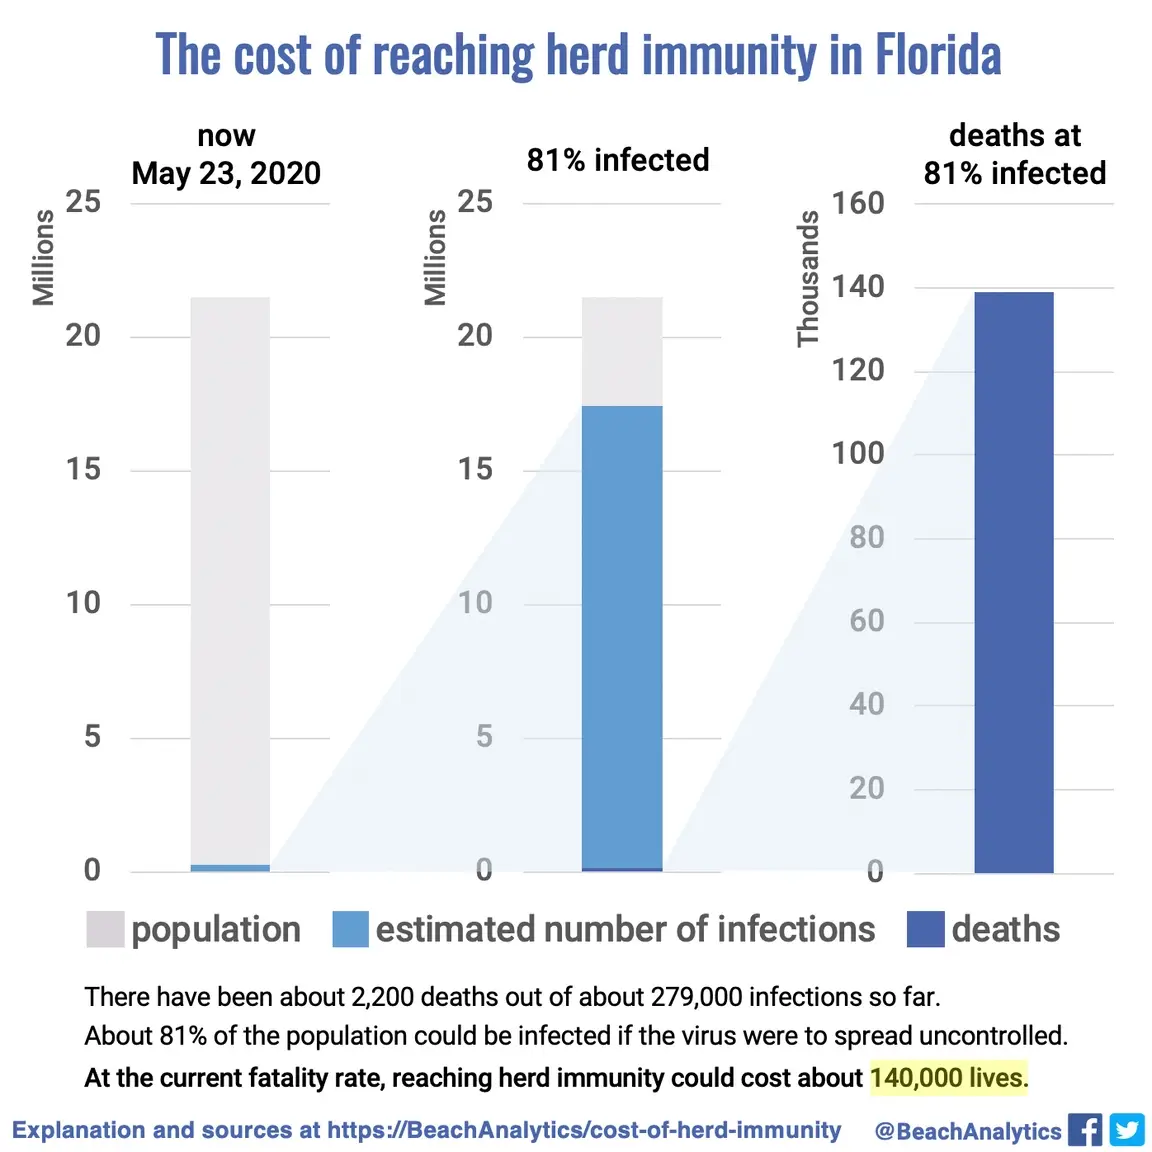 The cost of reaching herd immunity in Florida
now
May 23, 2020
81% infected
deaths at
81% infected
Millions
25
20
15
10
5
0
Millions
25
20
15
10
5
0
Thousands
160
140
120
100
80
60
40
20
0
population
estimated number of infections
deaths
There have been about 2,200 deaths out of about 279,000 infections so far.
About 81% of the population could be infected if the virus were to spread uncontrolled.
At the current fatality rate, reaching herd immunity could cost about 140,000 lives.
Explanation and sources at https://BeachAnalytics/cost-of-herd-immunity
@BeachAnalytics